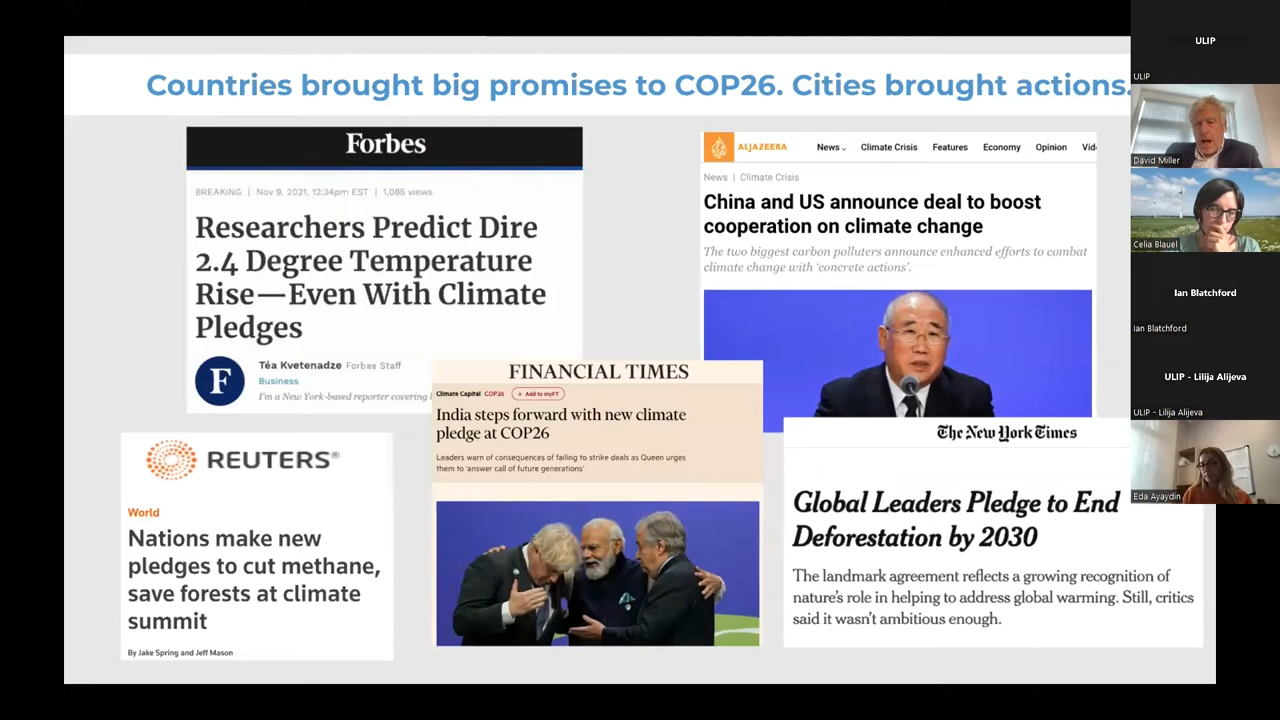 Countries brought big promises to COP26. Cities brought actions.
Forbes
BREAKING | Nov 9, 2021, 12:34pm EST | 1,085 views
Researchers Predict Dire
2.4 Degree Temperature
Rise—Even With Climate
Pledges
F
Téa Kvetenadze Forbes Staff
Business
I'm a New York-based reporter covering
ALJAZEERA
News Climate Crisis Features Economy Opinion
News | Climate Crisis
China and US announce deal to boost
cooperation on climate change
The two biggest carbon polluters announce enhanced efforts to combat
climate change with 'concrete actions'.
FINANCIAL TIMES
Climate Capital COP26 + Add to myFT
India steps forward with new climate
pledge at COP26
Leaders warn of consequences of failing to strike deals as Queen urges
them to 'answer call of future generations'
REUTERS®
World
Nations make new
pledges to cut methane,
save forests at climate
summit
By Jake Spring and Jeff Mason
The New York Times
Global Leaders Pledge to End
Deforestation by 2030
The landmark agreement reflects a growing recognition of
nature's role in helping to address global warming. Still, critics
said it wasn't ambitious enough.
ULIP
ULIP
David Miller
Celia Blauel
Ian Blatchford
Ian Blatchford
ULIP - Lilija Alijeva
ULIP - Lilija Alijeva
Eda Ayaydin